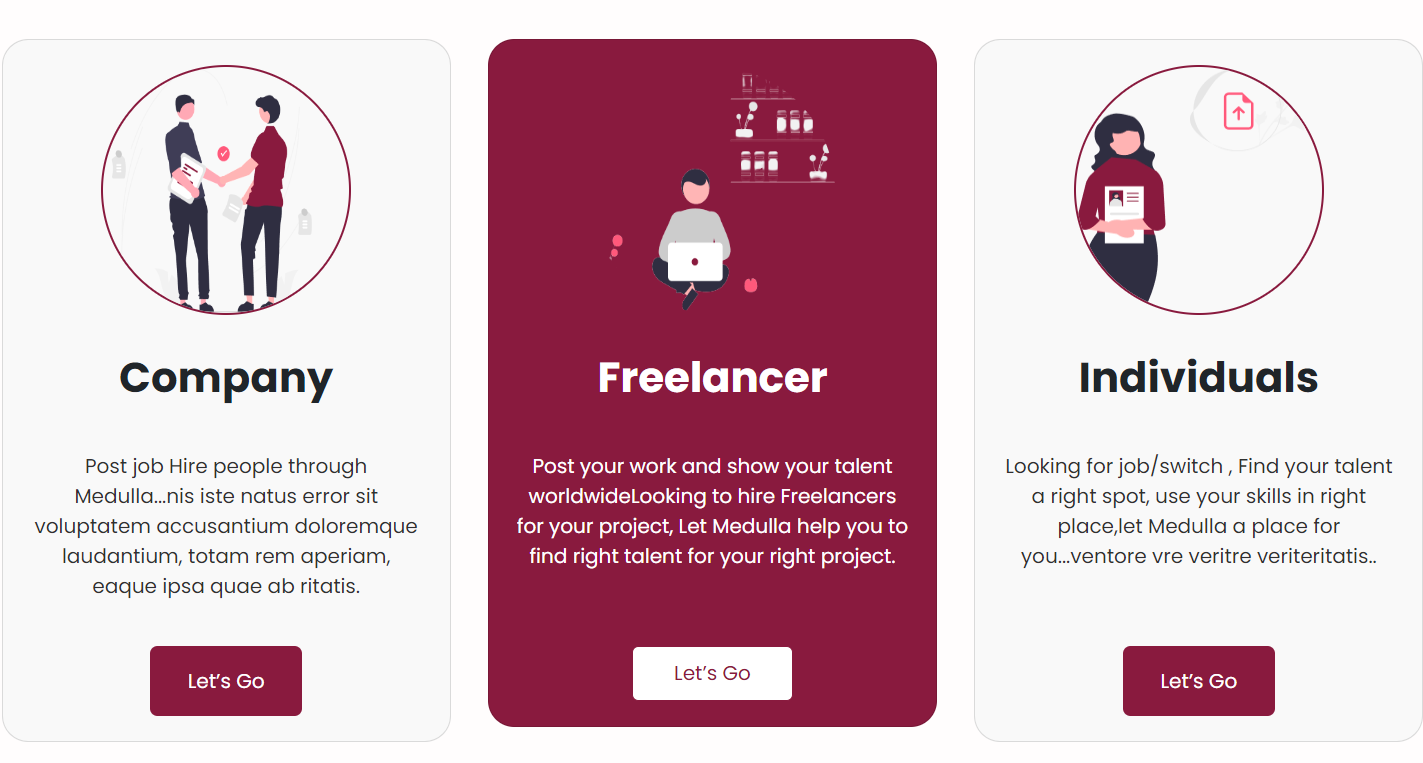 Company
Post job Hire people through
Medulla...nis iste natus error sit
voluptatem accusantium doloremque
laudantium, totam rem aperiam,
eaque ipsa quae ab ritatis.
Let’s Go
Freelancer
Post your work and show your talent
worldwideLooking to hire Freelancers
for your project, Let Medulla help you to
find right talent for your right project.
Let’s Go
Individuals
Looking for job/switch , Find your talent
a right spot, use your skills in right
place,let Medulla a place for
you...ventore vre veritre veriteritatis..
Let’s Go